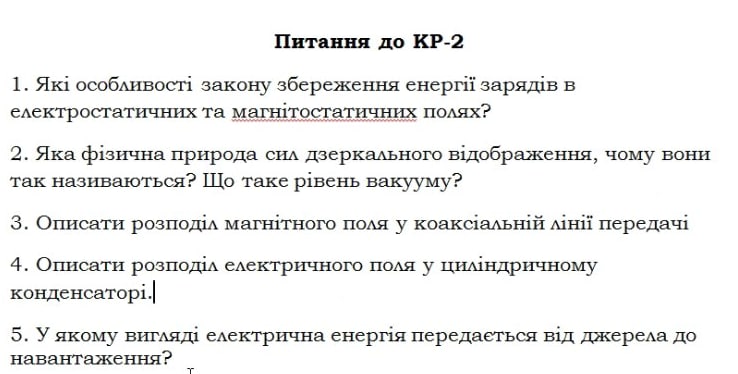 Питання до КР-2
1. Які особливості закону збереження енергії зарядів в
електростатичних та магнітостатичних полях?
2. Яка фізична природа сил дзеркального відображення, чому вони
так називаються? Що таке рівень вакууму?
3. Описати розподіл магнітного поля у коаксіальній лінії передачі
4. Описати розподіл електричного поля у циліндричному
конденсаторі.
5. У якому вигляді електрична енергія передається від джерела до
навантаження?